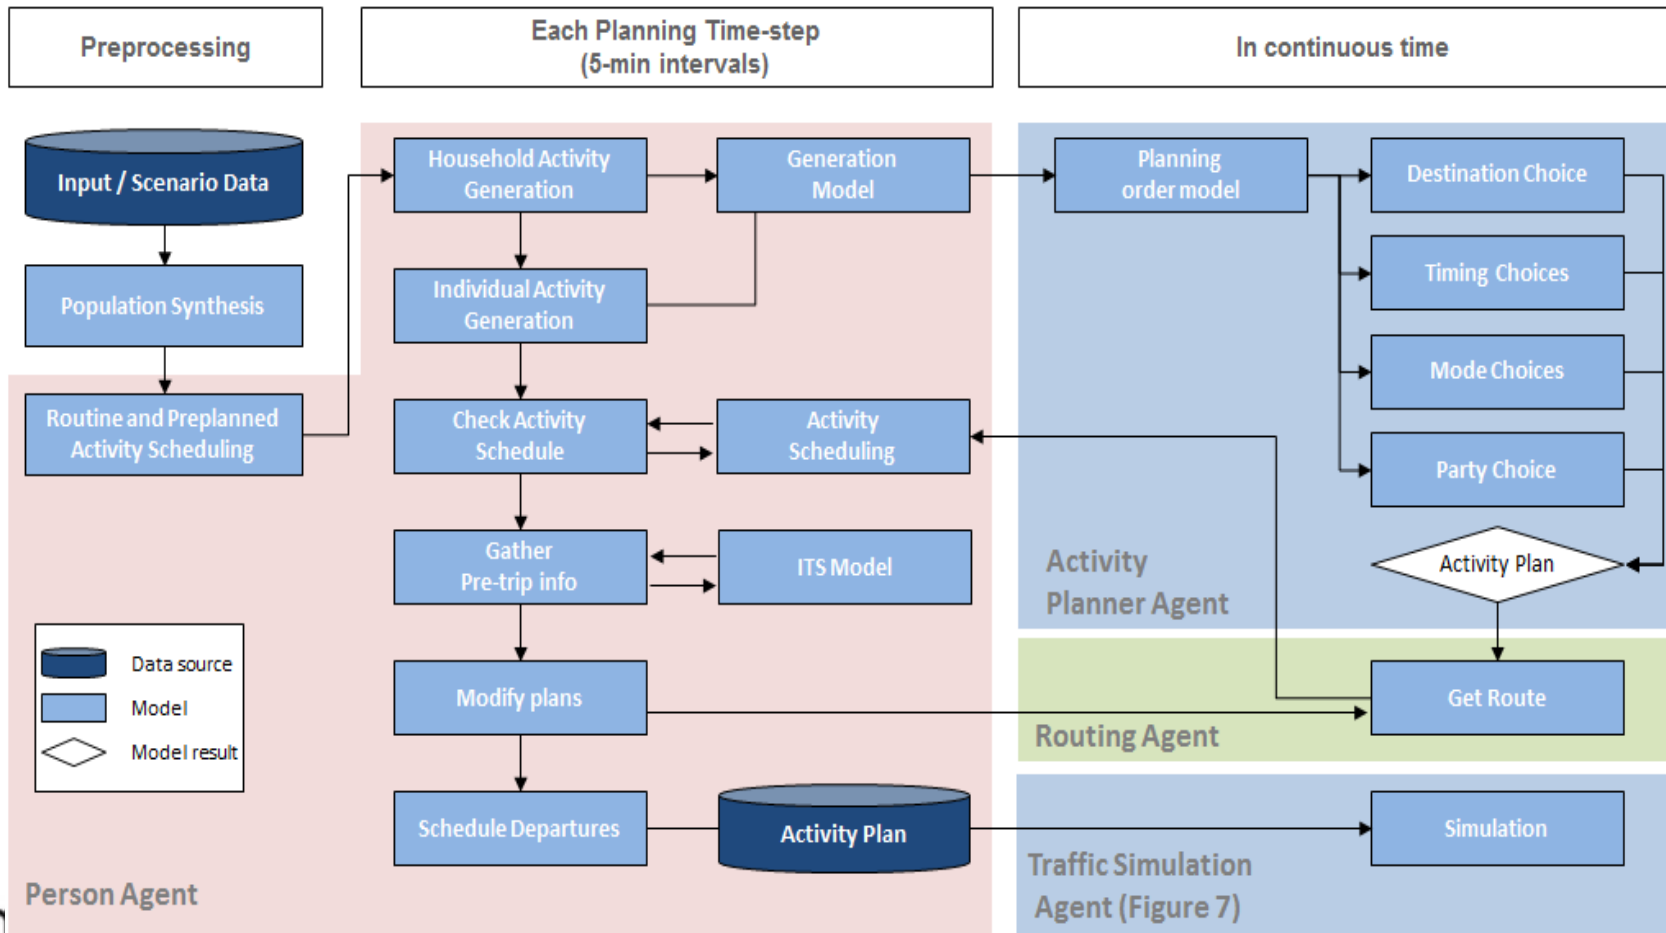 Preprocessing
Each Planning Time-step
(5-min intervals)
In continuous time
Input / Scenario Data
Population Synthesis
Routine and Preplanned
Activity Scheduling
Household Activity
Generation
Generation
Model
Individual Activity
Generation
Check Activity
Schedule
Activity
Scheduling
Gather
Pre-trip info
ITS Model
Modify plans
Schedule Departures
Activity Plan
Person Agent
Data source
Model
Model result
Planning
order model
Destination Choice
Timing Choices
Mode Choices
Party Choice
Activity Plan
Activity
Planner Agent
Get Route
Routing Agent
Simulation
Traffic Simulation
Agent (Figure 7)